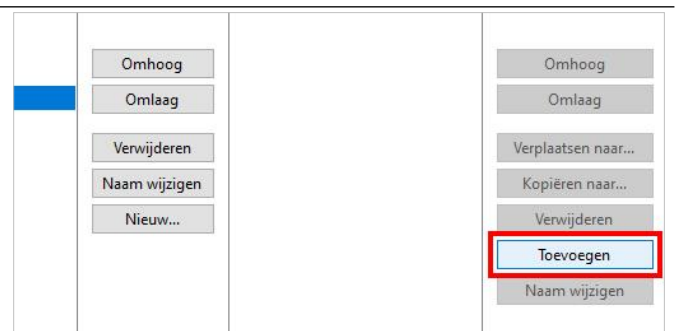 Omhoog
Omlaag
Verwijderen
Naam wijzigen
Nieuw...
Omhoog
Omlaag
Verplaatsen naar...
Kopiëren naar...
Verwijderen
Toevoegen
Naam wijzigen